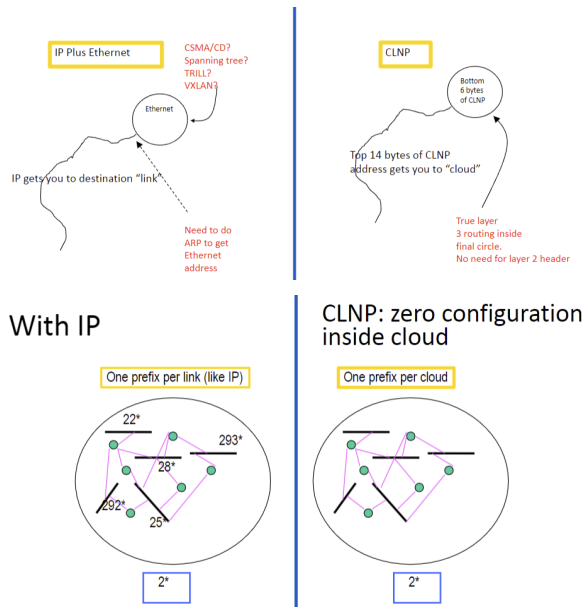 IP Plus Ethernet
CSMA/CD?
Spanning tree?
TRILL?
VXLAN?
Ethernet
IP gets you to destination “link”
Need to do
ARP to get
Ethernet
address
CLNP
Bottom
6 bytes
of CLNP
Top 14 bytes of CLNP
address gets you to “cloud”
True layer
3 routing inside
final circle.
No need for layer 2 header
With IP
One prefix per link (like IP)
22*
293*
28*
292*
25*
2*
CLNP: zero configuration
inside cloud
One prefix per cloud
2*